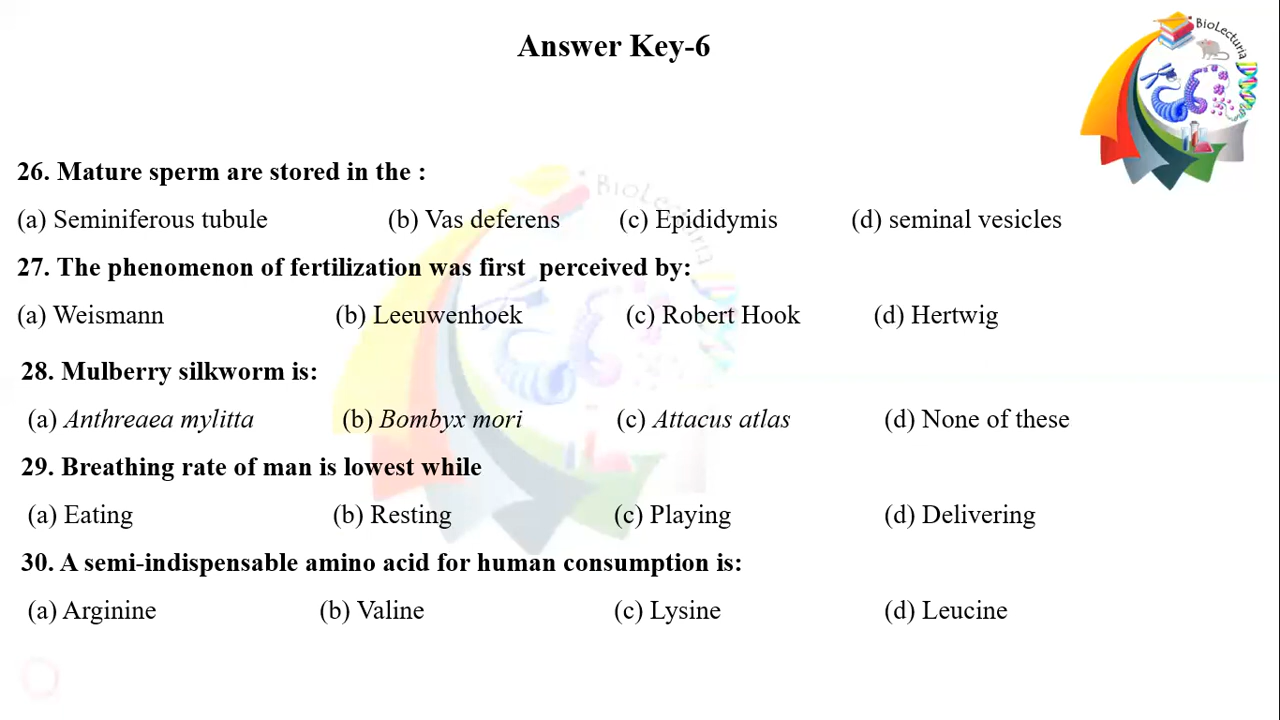 Answer Key-6
BioLecturia
26. Mature sperm are stored in the :
(a) Seminiferous tubule (b) Vas deferens (c) Epididymis (d) seminal vesicles
27. The phenomenon of fertilization was first perceived by:
(a) Weismann (b) Leeuwenhoek (c) Robert Hook (d) Hertwig
28. Mulberry silkworm is:
(a) Anthreaea mylitta (b) Bombyx mori (c) Attacus atlas (d) None of these
29. Breathing rate of man is lowest while
(a) Eating (b) Resting (c) Playing (d) Delivering
30. A semi-indispensable amino acid for human consumption is:
(a) Arginine (b) Valine (c) Lysine (d) Leucine
BioLecturia